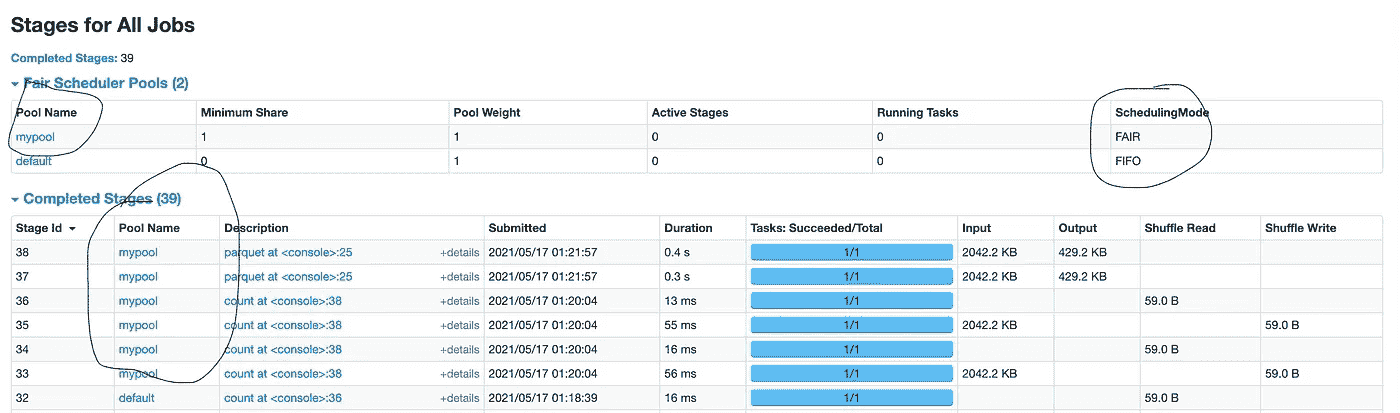 Stages for All Jobs
Completed Stages: 39
Fair Scheduler Pools (2)
Pool Name Minimum Share Pool Weight Active Stages Running Tasks SchedulingMode
mypool 1 1 0 0 FAIR
default 0 1 0 0 FIFO
Completed Stages (39)
Stage Id Pool Name Description Submitted Duration Tasks: Succeeded/Total Input Output Shuffle Read Shuffle Write
38 mypool parquet at <console>:25 +details 2021/05/17 01:21:57 0.4 s 1/1 2042.2 KB 429.2 KB
37 mypool parquet at <console>:25 +details 2021/05/17 01:21:57 0.3 s 1/1 2042.2 KB 429.2 KB
36 mypool count at <console>:38 +details 2021/05/17 01:20:04 13 ms 1/1 59.0 B
35 mypool count at <console>:38 +details 2021/05/17 01:20:04 55 ms 1/1 2042.2 KB 59.0 B
34 mypool count at <console>:38 +details 2021/05/17 01:20:04 16 ms 1/1 59.0 B
33 mypool count at <console>:38 +details 2021/05/17 01:20:04 56 ms 1/1 2042.2 KB 59.0 B
32 default count at <console>:36 +details 2021/05/17 01:18:39 16 ms 1/1 59.0 B